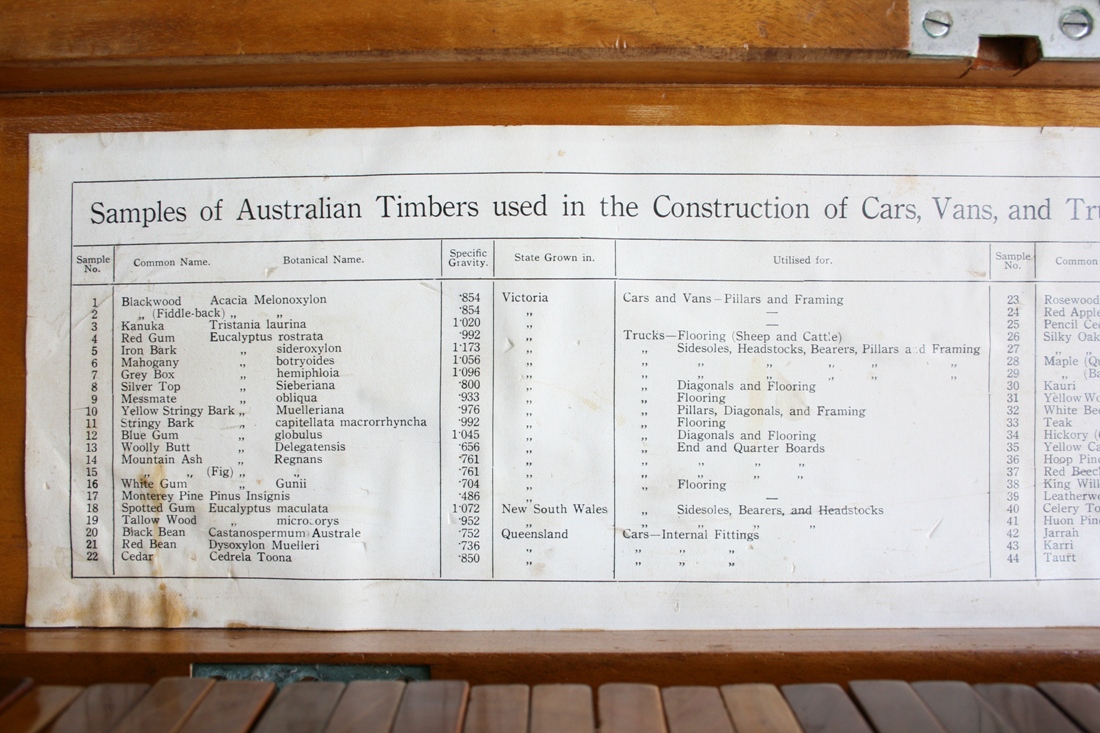 Samples of Australian Timbers used in the Construction of Cars, Vans, and
Sample No. Common Name. Botanical Name. Specific Gravity. State Grown in. Utilised for. Sample No. Common
1 Blackwood Acacia Melonoxylon ·854 Victoria Cars and Vans—Pillars and Framing 23 Rosewood
2 „ (Fiddle-back) „ „ ·854 „ — 24 Red Apple
3 Kanuka Tristania laurina 1·020 „ — 25 Pencil
4 Red Gum Eucalyptus rostrata ·992 „ Trucks—Flooring (Sheep and Cattle) 26 Silky Oak
5 Iron Bark „ sideroxylon 1·173 „ „ Sidesoles, Headstocks, Bearers, Pillars and Framing 27 „ „
6 Mahogany „ botryoides 1·056 „ „ „ „ „ „ „ 28 Maple
7 Grey Box „ hemiphloia 1·096 „ „ „ „ „ „ „ 29 „
8 Silver Top „ Sieberiana ·800 „ „ Diagonals and Flooring 30 Kauri
9 Messmate „ obliqua ·933 „ „ Flooring 31 Yellow
10 Yellow Stringy Bark „ Muelleriana ·976 „ „ Pillars, Diagonals, and Framing 32 White
11 Stringy Bark „ capitellata macrorrhyncha ·992 „ „ Flooring 33 Teak
12 Blue Gum „ globulus 1·045 „ „ Diagonals and Flooring 34 Hickory
13 Woolly Butt „ Delegatensis ·656 „ „ End and Quarter Boards 35 Yellow
14 Mountain Ash „ Regnans ·761 „ „ „ „ „ 36 Hoop
15 „ „ (Fig) „ „ ·761 „ „ „ „ „ 37 Red
16 White Gum „ Gunii ·704 „ „ Flooring 38 King
17 Monterey Pine Pinus Insignis ·486 „ — 39
18 Spotted Gum Eucalyptus maculata 1·072 New South Wales „ Sidesoles, Bearers, and Headstocks 40 Celery
19 Tallow Wood „ ·952 „ „ „ „ „ 41 Huon
20 Black Bean Castanospermum Australe ·752 Queensland Cars—Internal Fittings 42 Jarrah
21 Red Bean Dysoxylon Muelleri ·736 „ „ „ „ 43 Karri
22 Cedar Cedrela Toona ·850 „ „ „ „ 44